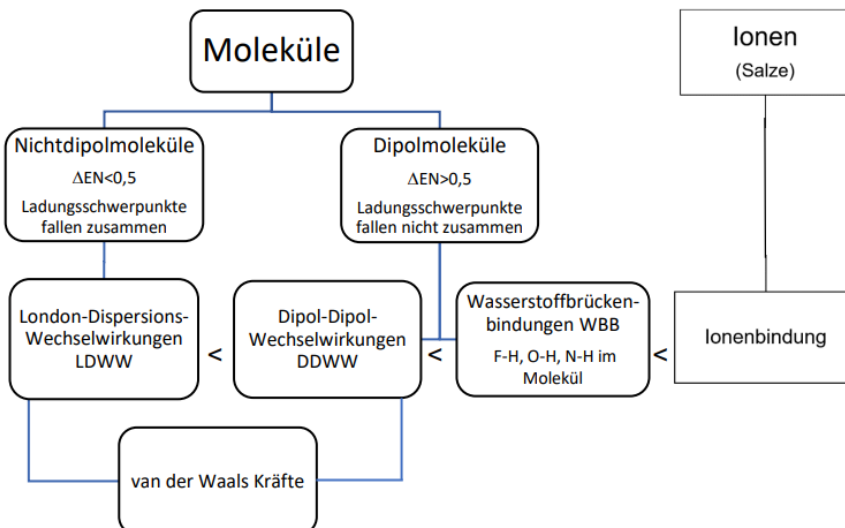 Moleküle
Ionen
(Salze)
Nichtdipolmoleküle
ΔEN<0,5
Ladungsschwerpunkte
fallen zusammen
Dipolmoleküle
ΔEN>0,5
Ladungsschwerpunkte
fallen nicht zusammen
London-Dispersions-
Wechselwirkungen
LDWW
<
Dipol-Dipol-
Wechselwirkungen
DDWW
<
Wasserstoffbrücken-
bindungen WBB
F-H, O-H, N-H im
Molekül
<
Ionenbindung
van der Waals Kräfte